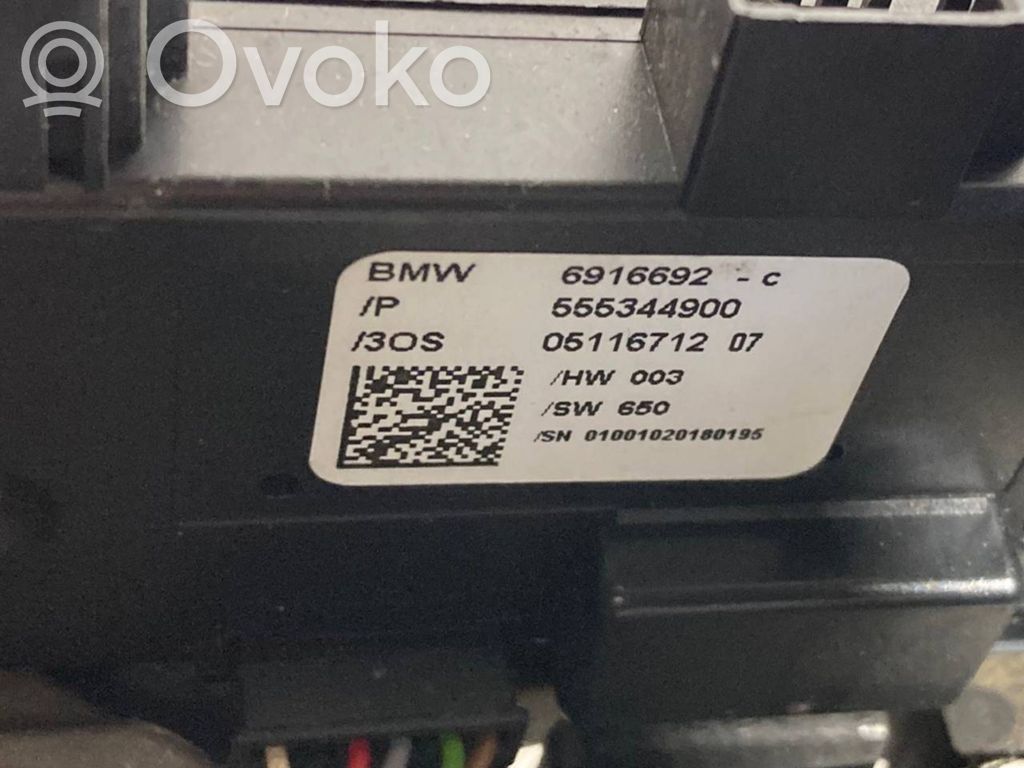 Ovoko
BMW 6916692 - c
/P 555344900
/3OS 05116712 07
/HW 003
/SW 650
/SN 01001020180195